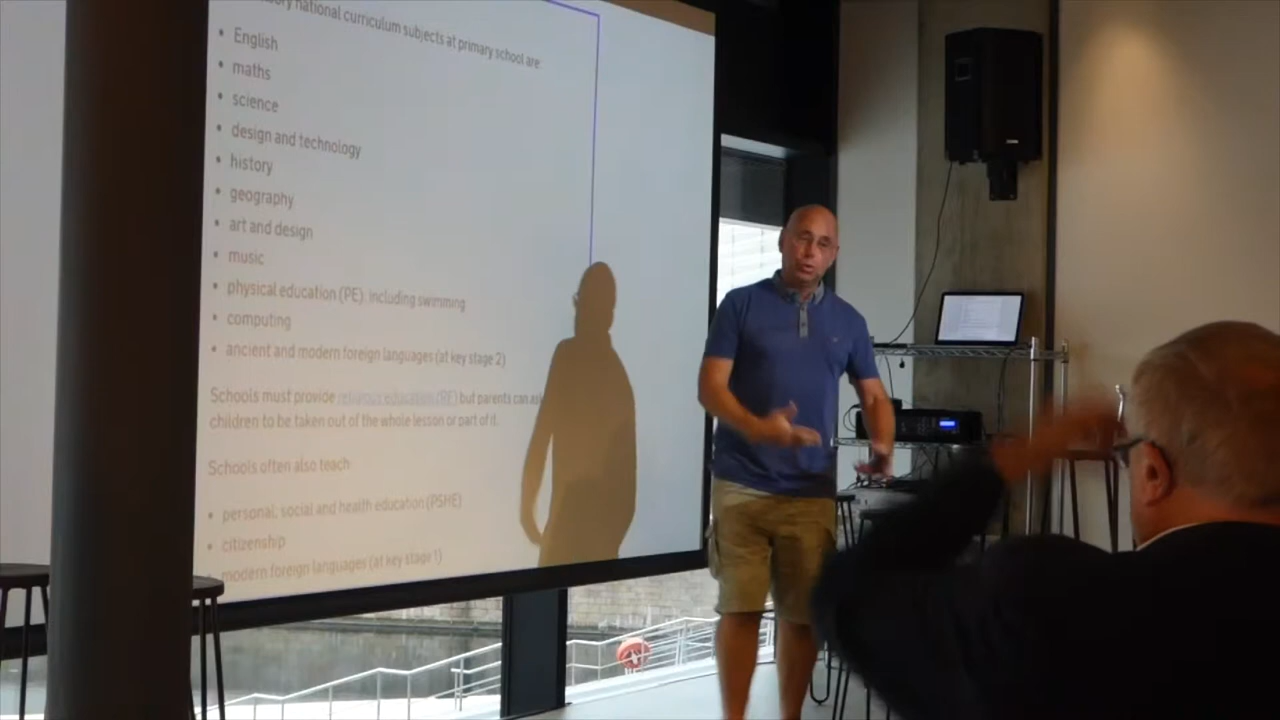 national curriculum subjects at primary school are:
• English
• maths
• science
• design and technology
• history
• geography
• art and design
• music
• physical education (PE), including swimming
• computing
• ancient and modern foreign languages (at key stage 2)
Schools must provide religious education (RE) but parents can ask
children to be taken out of the whole lesson or part of it.
Schools often also teach:
• personal, social and health education (PSHE)
• citizenship
modern foreign languages (at key stage 1)